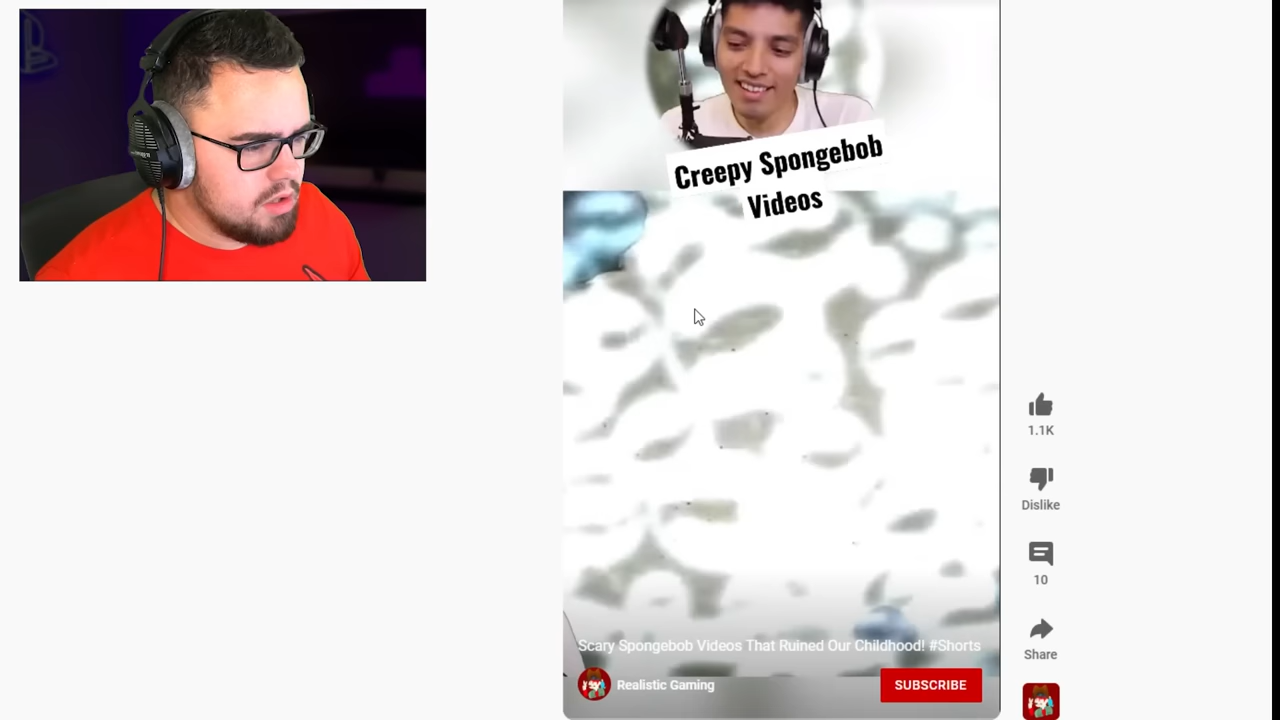 Creepy Spongebob
Videos
1.1K
Dislike
10
Share
Scary Spongebob Videos That Ruined Our Childhood! #Shorts
Realistic Gaming
SUBSCRIBE